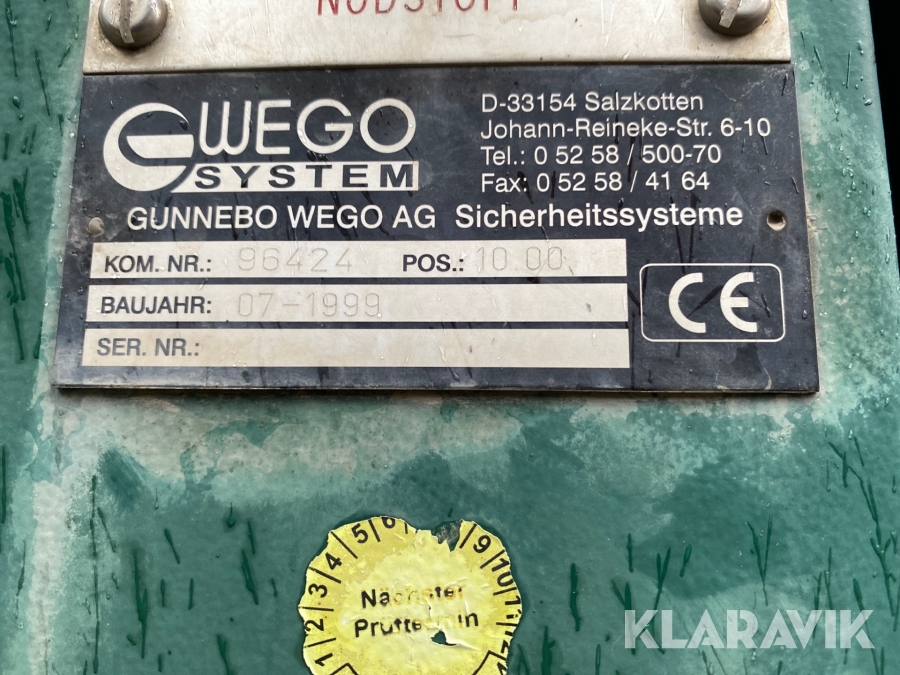 NODSTOPP
WEGO
SYSTEM
D-33154 Salzkotten
Johann-Reineke-Str. 6-10
Tel.: 0 52 58 / 500-70
Fax: 0 52 58 / 41 64
GUNNEBO WEGO AG Sicherheitssysteme
KOM. NR.: 96424 POS.: 10 00
BAUJAHR: 07-1999
SER. NR.:
CE
1 2 3 4 5 6 9 10 11
Nächster
KLARAVIK